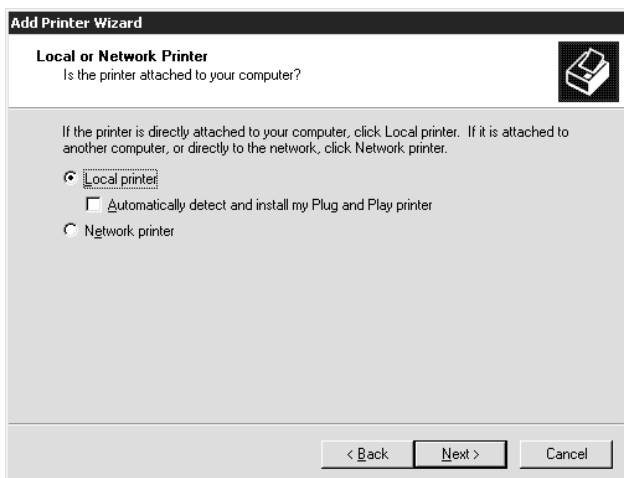 Add Printer Wizard
Local or Network Printer
Is the printer attached to your computer?
If the printer is directly attached to your computer, click Local printer. If it is attached to
another computer, or directly to the network, click Network printer.
Local printer
Automatically detect and install my Plug and Play printer
Network printer
< Back Next > Cancel